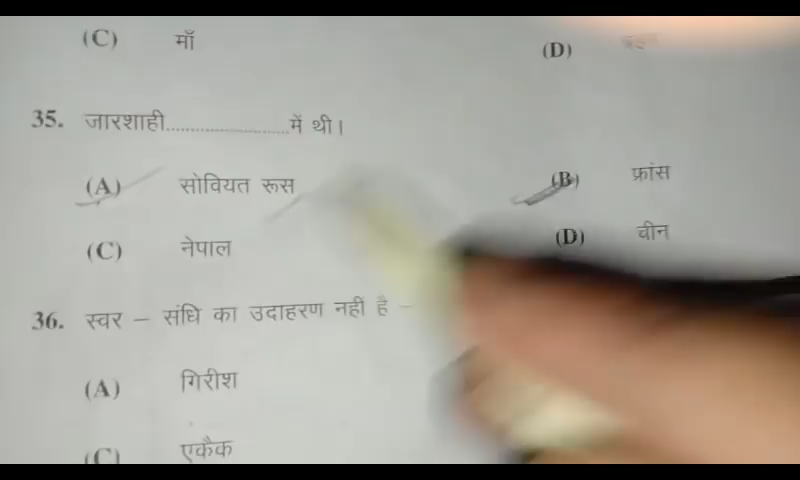 (C) माँ (D)
35. जारशाही..........................में थी।
(A) सोवियत रूस (B) फ्रांस
(C) नेपाल (D) चीन
36. स्वर – संधि का उदाहरण नहीं है –
(A) गिरीश
(C) एकैक